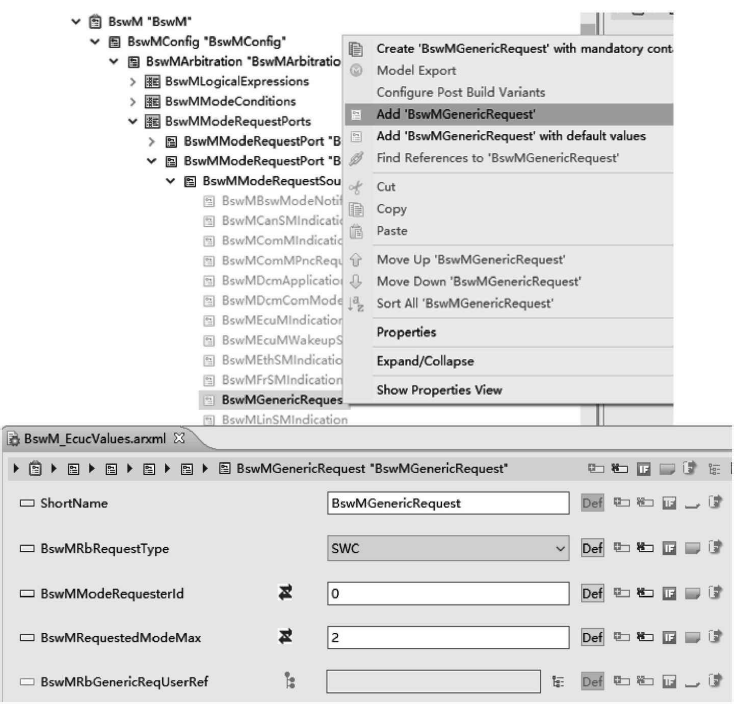 BswM "BswM"
BswMConfig "BswMConfig"
BswMArbitration "BswMArbitratio
BswMLogicalExpressions
BswMModeConditions
BswMModeRequestPorts
BswMModeRequestPort "B
BswMModeRequestPort "B
BswMModeRequestSou
BswMBswModeNotif
BswMCanSMIndicatic
BswMComMIndicatic
BswMComMPncRequ
BswMDcmApplicatio
BswMDcmComMode
BswMEcuMIndication
BswMEcuMWakeupS
BswMEthSMIndicatio
BswMFrSMIndication
BswMGenericReques
BswMLinSMIndication
Create 'BswMGenericRequest' with mandatory conta
Model Export
Configure Post Build Variants
Add 'BswMGenericRequest'
Add 'BswMGenericRequest' with default values
Find References to 'BswMGenericRequest'
Cut
Copy
Paste
Move Up 'BswMGenericRequest'
Move Down 'BswMGenericRequest'
Sort All 'BswMGenericRequest'
Properties
Expand/Collapse
Show Properties View
BswM_EcucValues.arxml
BswMGenericRequest "BswMGenericRequest"
ShortName BswMGenericRequest Def
BswMRbRequestType SWC Def
BswMModeRequesterId 0 Def
BswMRequestedModeMax 2 Def
BswMRbGenericReqUserRef Def